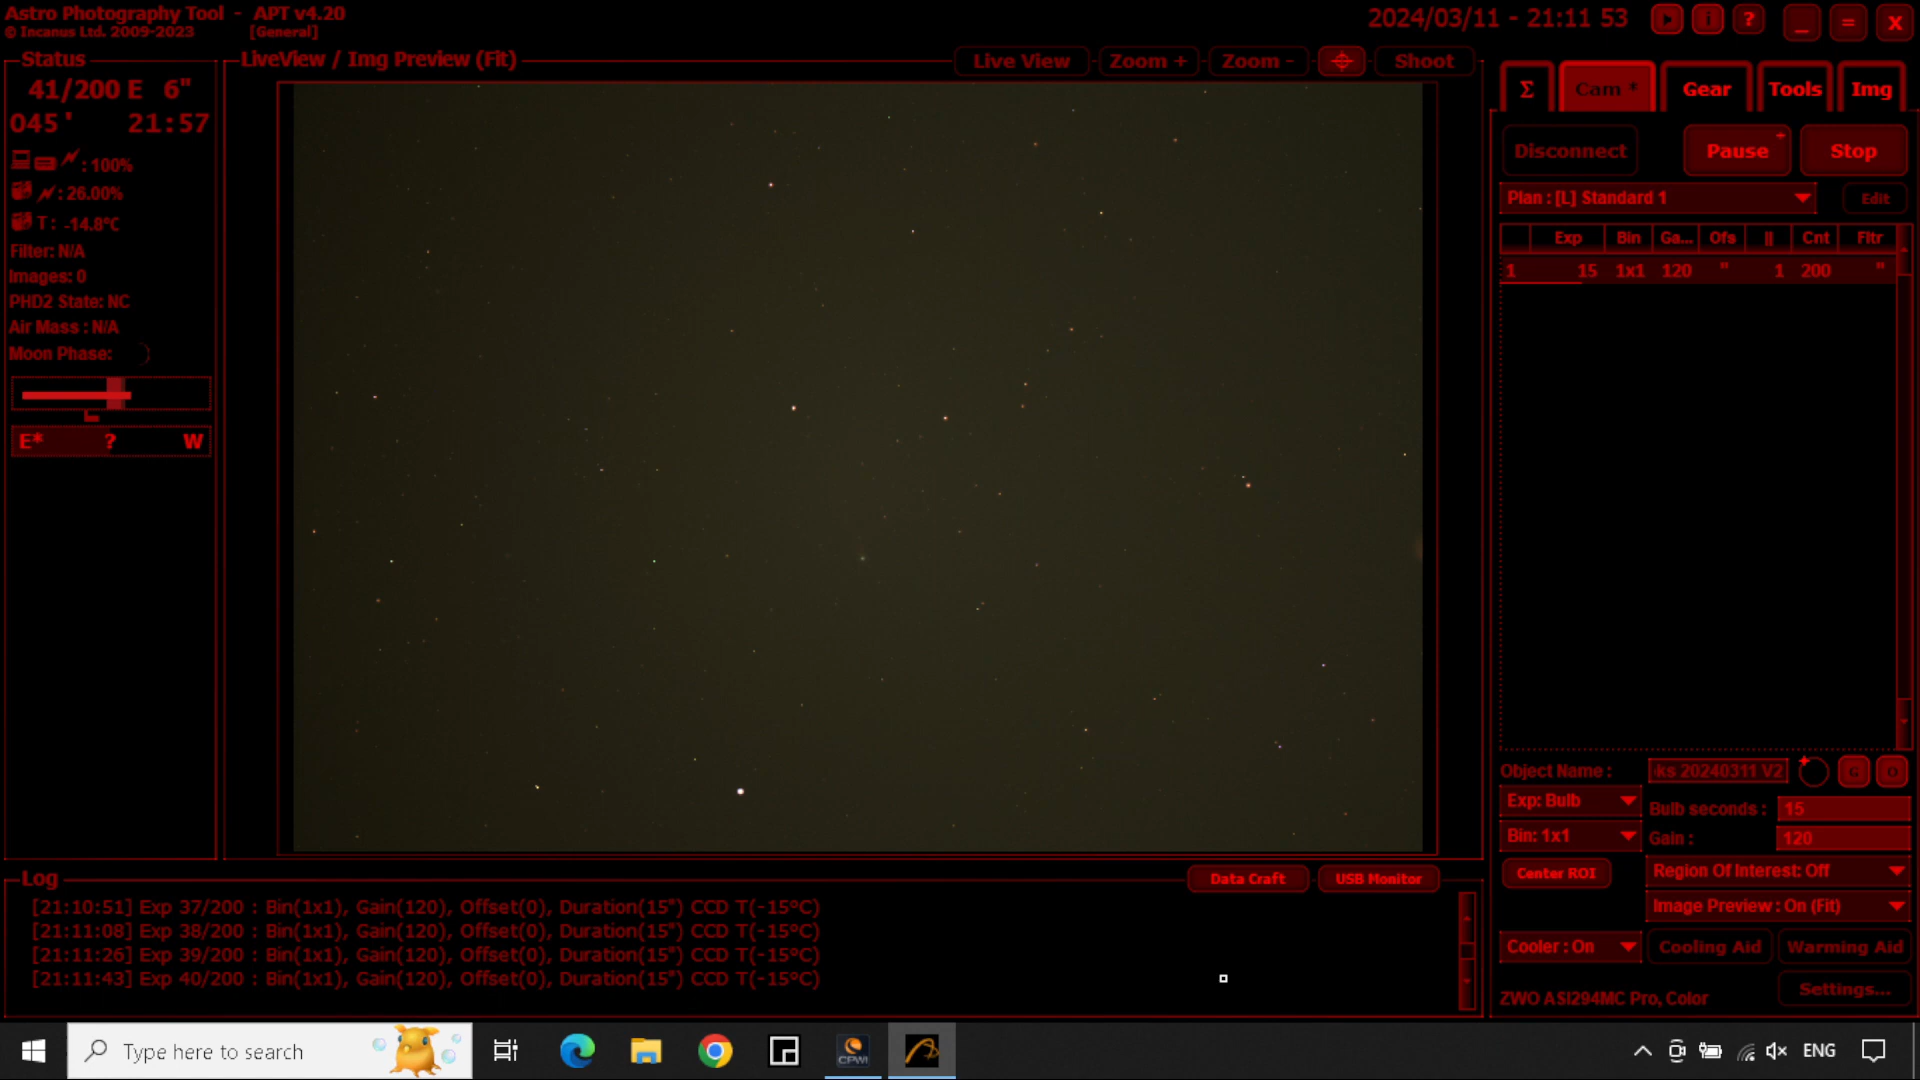 Astro Photography Tool - APT v4.20
© Incanus Ltd. 2009-2023 [General]
2024/03/11 - 21:11 53
i ? _ = X
Status
41/200 E 6"
045' 21:57
: 100%
: 26.00%
T: -14.8°C
Filter: N/A
Images: 0
PHD2 State: NC
Air Mass : N/A
Moon Phase:
E* ? W
LiveView / Img Preview (Fit)
Live View Zoom + Zoom - Shoot
Σ Cam * Gear Tools Img
Disconnect Pause + Stop
Plan : [L] Standard 1 Edit
Exp Bin Ga... Ofs || Cnt Fltr
1 15 1x1 120 " 1 200 "
Object Name : ks 20240311 V2
Exp: Bulb Bulb seconds : 15
Bin: 1x1 Gain : 120
Center ROI Region Of Interest: Off
Image Preview : On (Fit)
Cooler : On Cooling Aid Warming Aid
ZWO ASI294MC Pro, Color Settings...
Log
Data Craft USB Monitor
[21:10:51] Exp 37/200 : Bin(1x1), Gain(120), Offset(0), Duration(15") CCD T(-15°C)
[21:11:08] Exp 38/200 : Bin(1x1), Gain(120), Offset(0), Duration(15") CCD T(-15°C)
[21:11:26] Exp 39/200 : Bin(1x1), Gain(120), Offset(0), Duration(15") CCD T(-15°C)
[21:11:43] Exp 40/200 : Bin(1x1), Gain(120), Offset(0), Duration(15") CCD T(-15°C)
Type here to search
CPWI
ENG